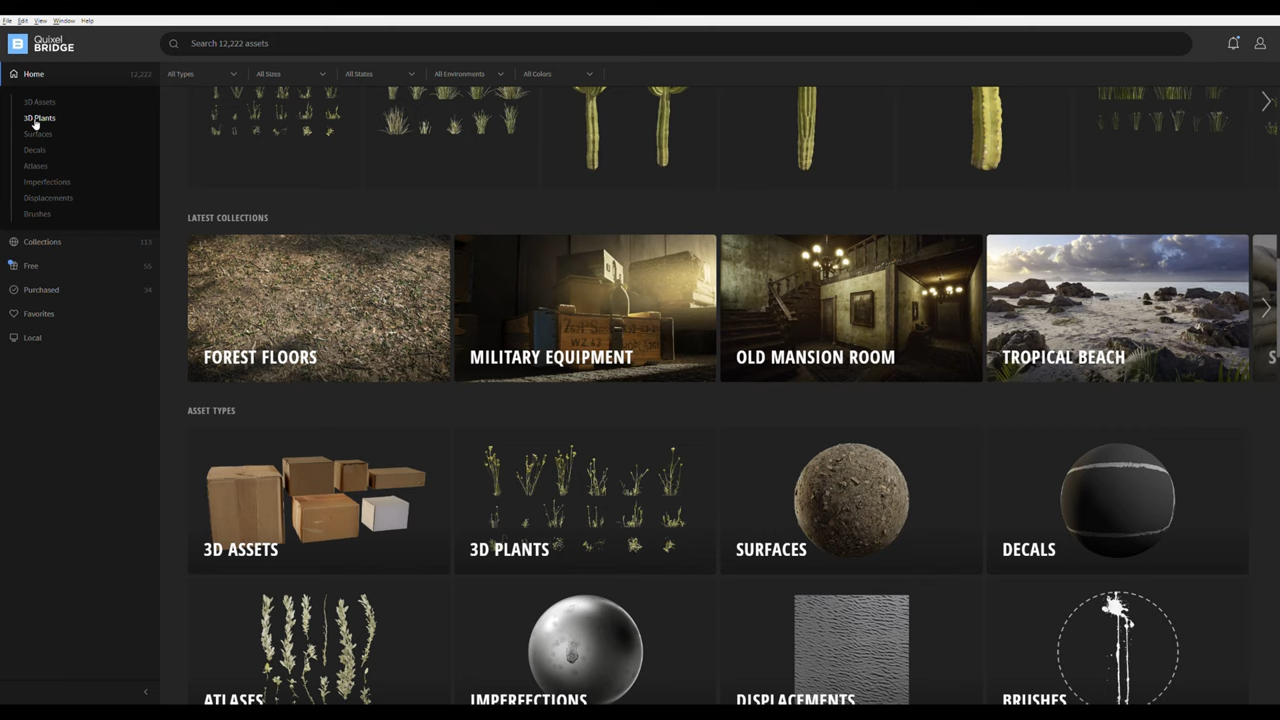 File Edit View Window Help
Quixel
BRIDGE
Search 12,222 assets
Home 12,222
All Types All Sizes All States All Environments All Colors
3D Assets
3D Plants
Surfaces
Decals
Atlases
Imperfections
Displacements
Brushes
Collections 113
Free 55
Purchased 34
Favorites
Local
LATEST COLLECTIONS
FOREST FLOORS
MILITARY EQUIPMENT
OLD MANSION ROOM
TROPICAL BEACH
ASSET TYPES
3D ASSETS
3D PLANTS
SURFACES
DECALS
ATLASES
IMPERFECTIONS
DISPLACEMENTS
BRUSHES